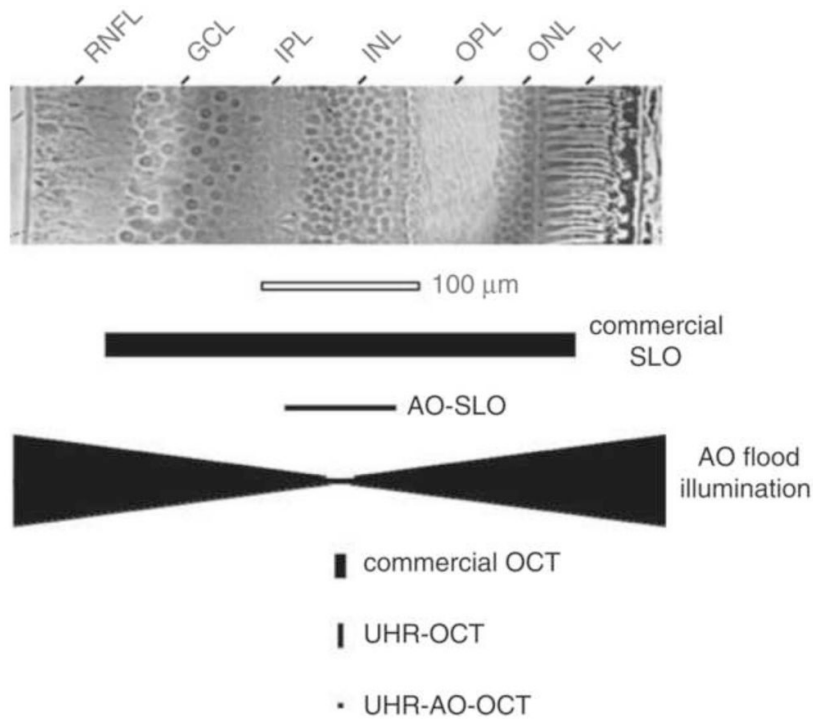 RNFL GCL IPL INL OPL ONL PL
100 μm
commercial
SLO
AO-SLO
AO flood
illumination
commercial OCT
UHR-OCT
UHR-AO-OCT